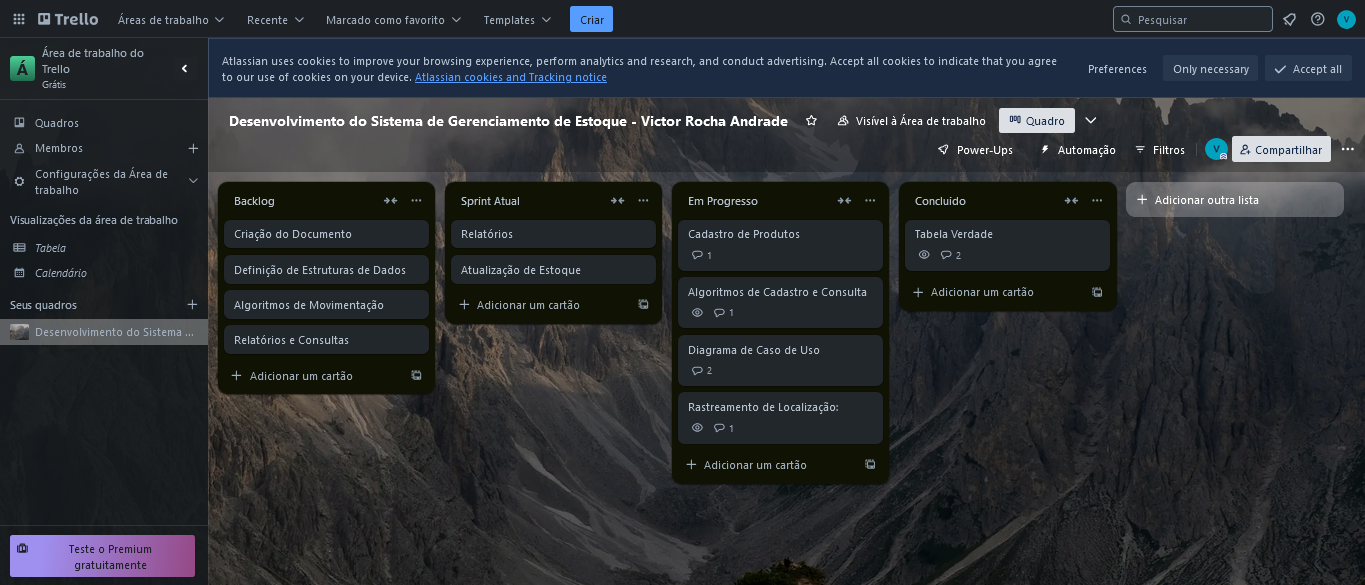 Trello
Áreas de trabalho
Recente
Marcado como favorito
Templates
Criar
Pesquisar
V
Á
Área de trabalho do
Trello
Grátis
Atlassian uses cookies to improve your browsing experience, perform analytics and research, and conduct advertising. Accept all cookies to indicate that you agree
to our use of cookies on your device. Atlassian cookies and Tracking notice
Preferences
Only necessary
Accept all
Quadros
Membros
Configurações da Área de
trabalho
Visualizações da área de trabalho
Tabela
Calendário
Seus quadros
Desenvolvimento do Sistema ...
Teste o Premium
gratuitamente
Desenvolvimento do Sistema de Gerenciamento de Estoque - Victor Rocha Andrade
Visível à Área de trabalho
Quadro
Power-Ups
Automação
Filtros
V
Compartilhar
Backlog
Criação do Documento
Definição de Estruturas de Dados
Algoritmos de Movimentação
Relatórios e Consultas
Adicionar um cartão
Sprint Atual
Relatórios
Atualização de Estoque
Adicionar um cartão
Em Progresso
Cadastro de Produtos
1
Algoritmos de Cadastro e Consulta
1
Diagrama de Caso de Uso
2
Rastreamento de Localização:
1
Adicionar um cartão
Concluído
Tabela Verdade
2
Adicionar um cartão
Adicionar outra lista